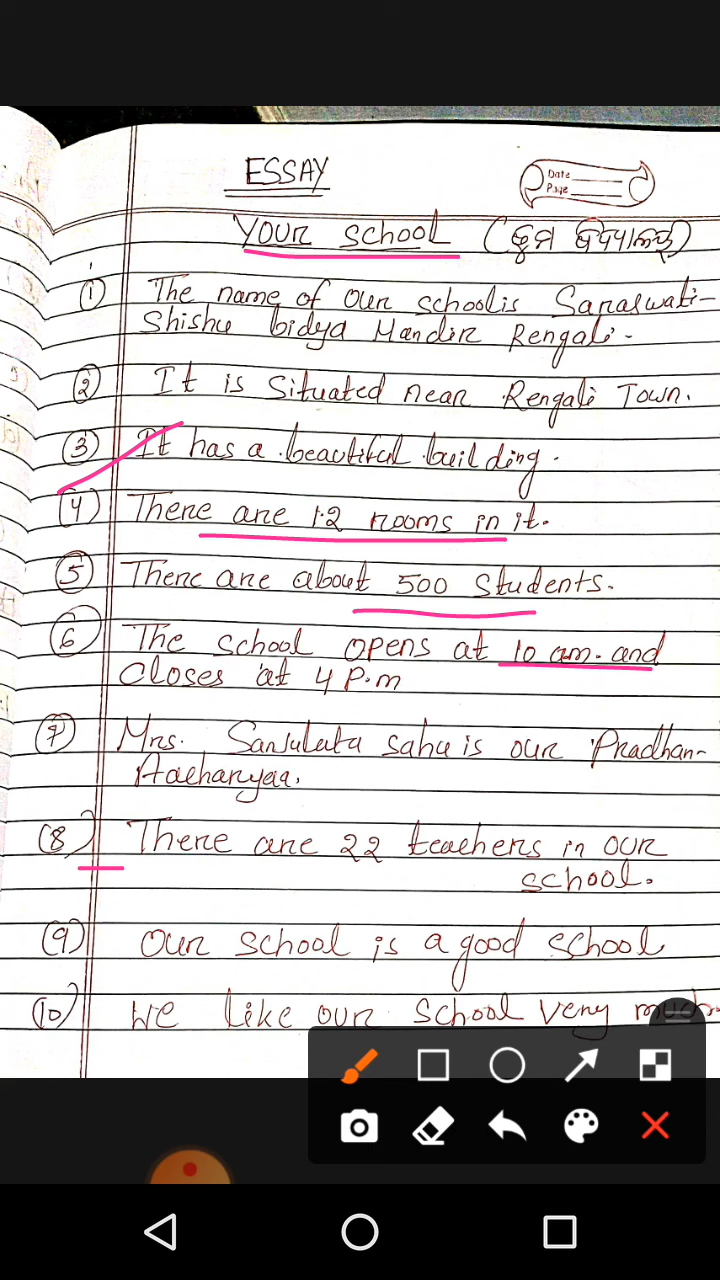 ESSAY
Date
Page
YOUR SCHOOL (ତୁମ ବିଦ୍ୟାଳୟ)
(1) The name of our schoolis Saraswati-
Shishu bidya Mandir Rengali.
(2) It is Situated near Rengali Town.
(3) It has a beautiful building.
(4) There are 12 rooms in it.
(5) There are about 500 Students.
(6) The school opens at 10 am. and
closes at 4 P.m
(7) Mrs. Sanjulata sahu is our Pradhan-
Aacharyaa.
(8) There are 22 teachers in our
school.
(9) Our school is a good school
(10) We like our school very much